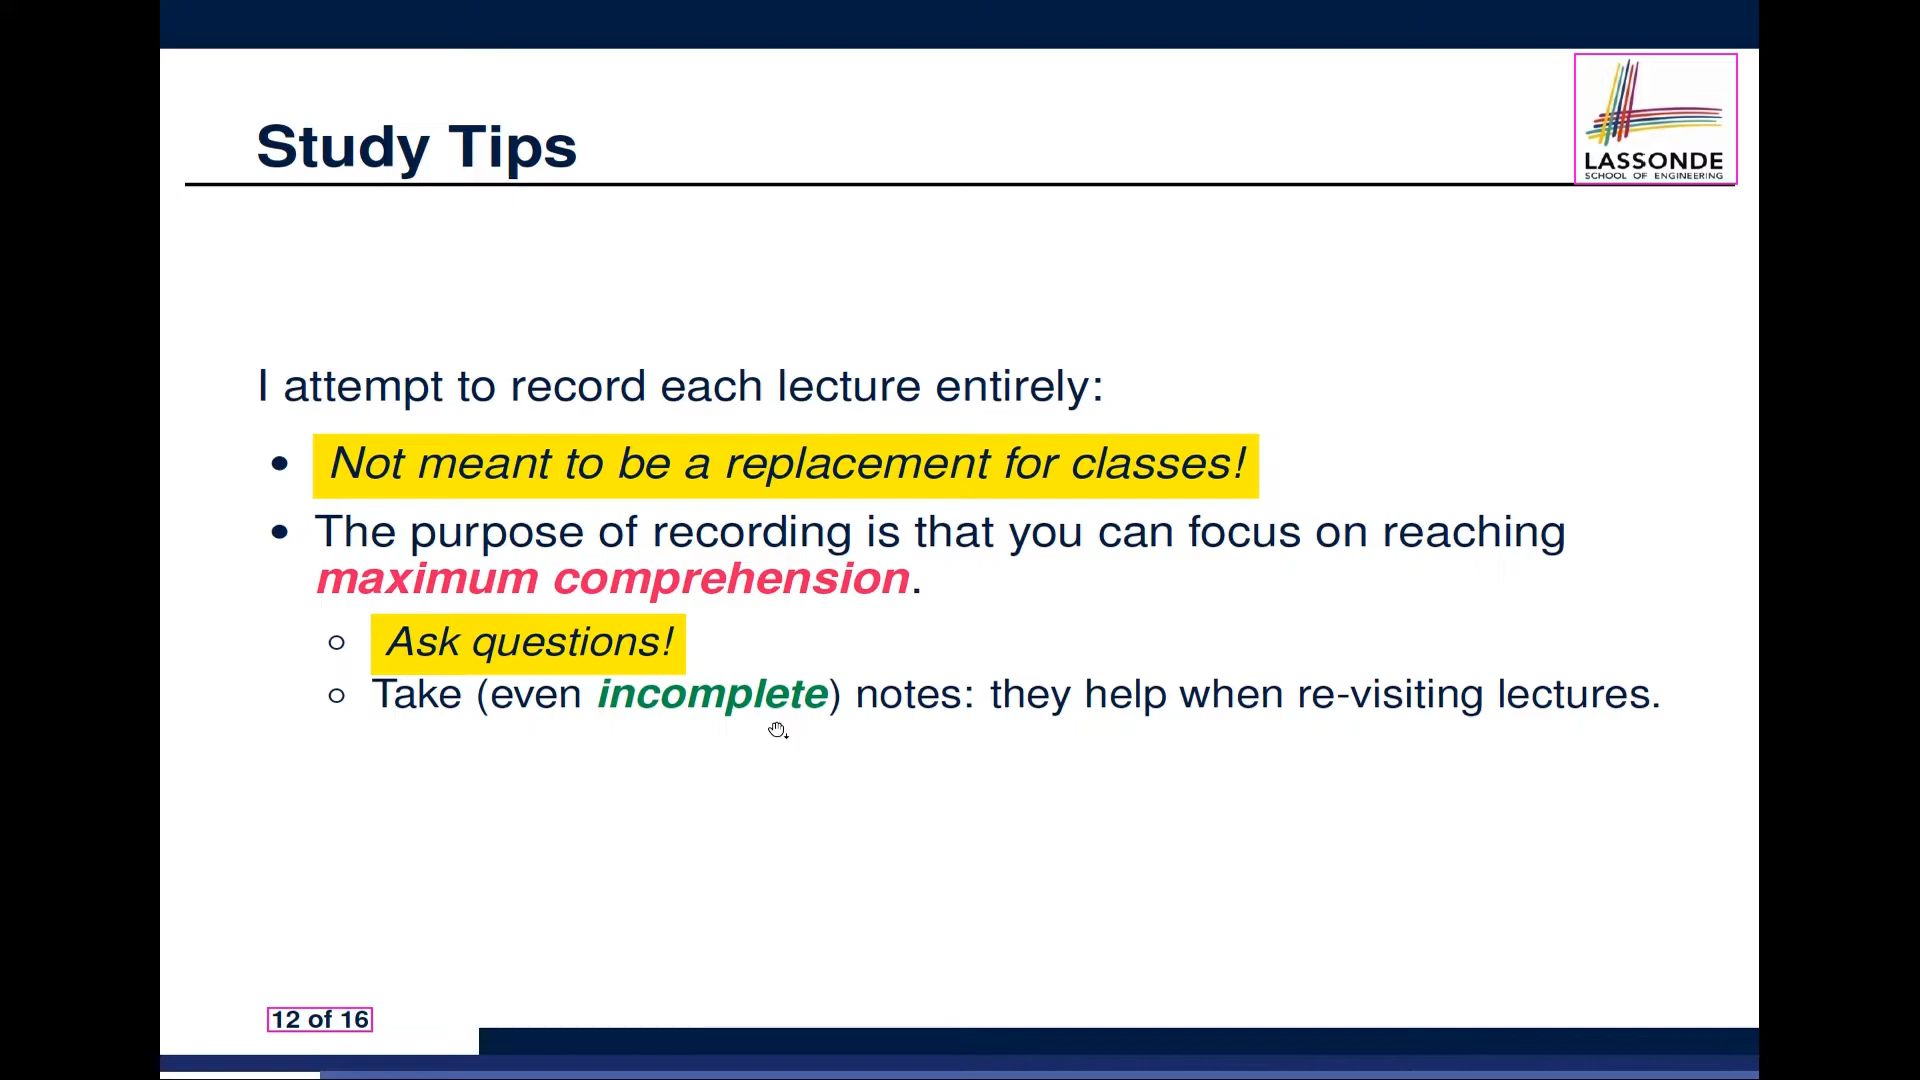 Study Tips
LASSONDE
SCHOOL OF ENGINEERING
I attempt to record each lecture entirely:
• Not meant to be a replacement for classes!
• The purpose of recording is that you can focus on reaching
maximum comprehension.
○ Ask questions!
○ Take (even incomplete) notes: they help when re-visiting lectures.
12 of 16